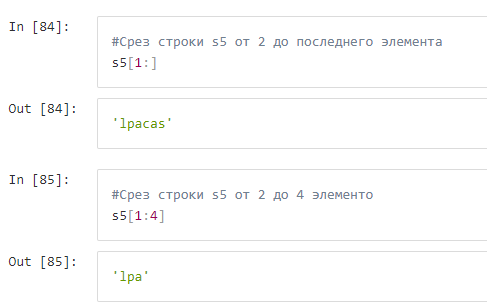 In [84]:
#Срез строки s5 от 2 до последнего элемента
s5[1:]
Out [84]:
'lpacas'
In [85]:
#Срез строки s5 от 2 до 4 элементо
s5[1:4]
Out [85]:
'lpa'